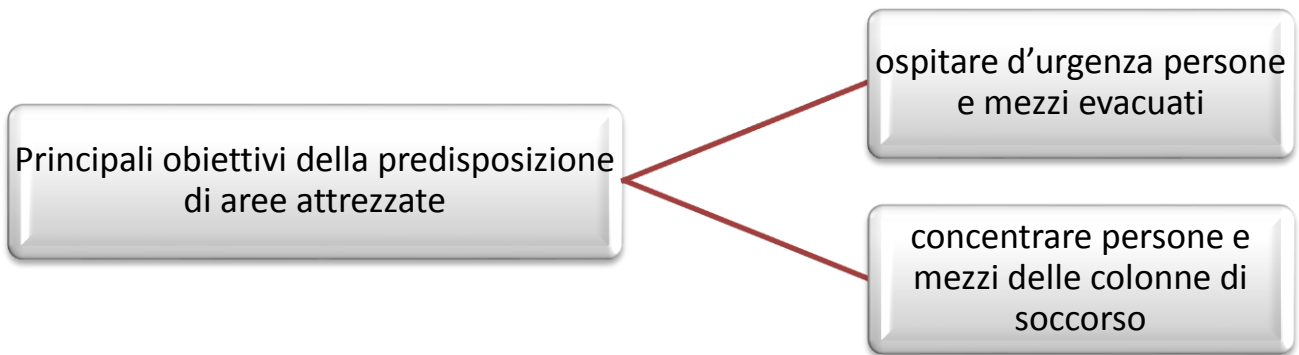 Principali obiettivi della predisposizione
di aree attrezzate
ospitare d’urgenza persone
e mezzi evacuati
concentrare persone e
mezzi delle colonne di
soccorso